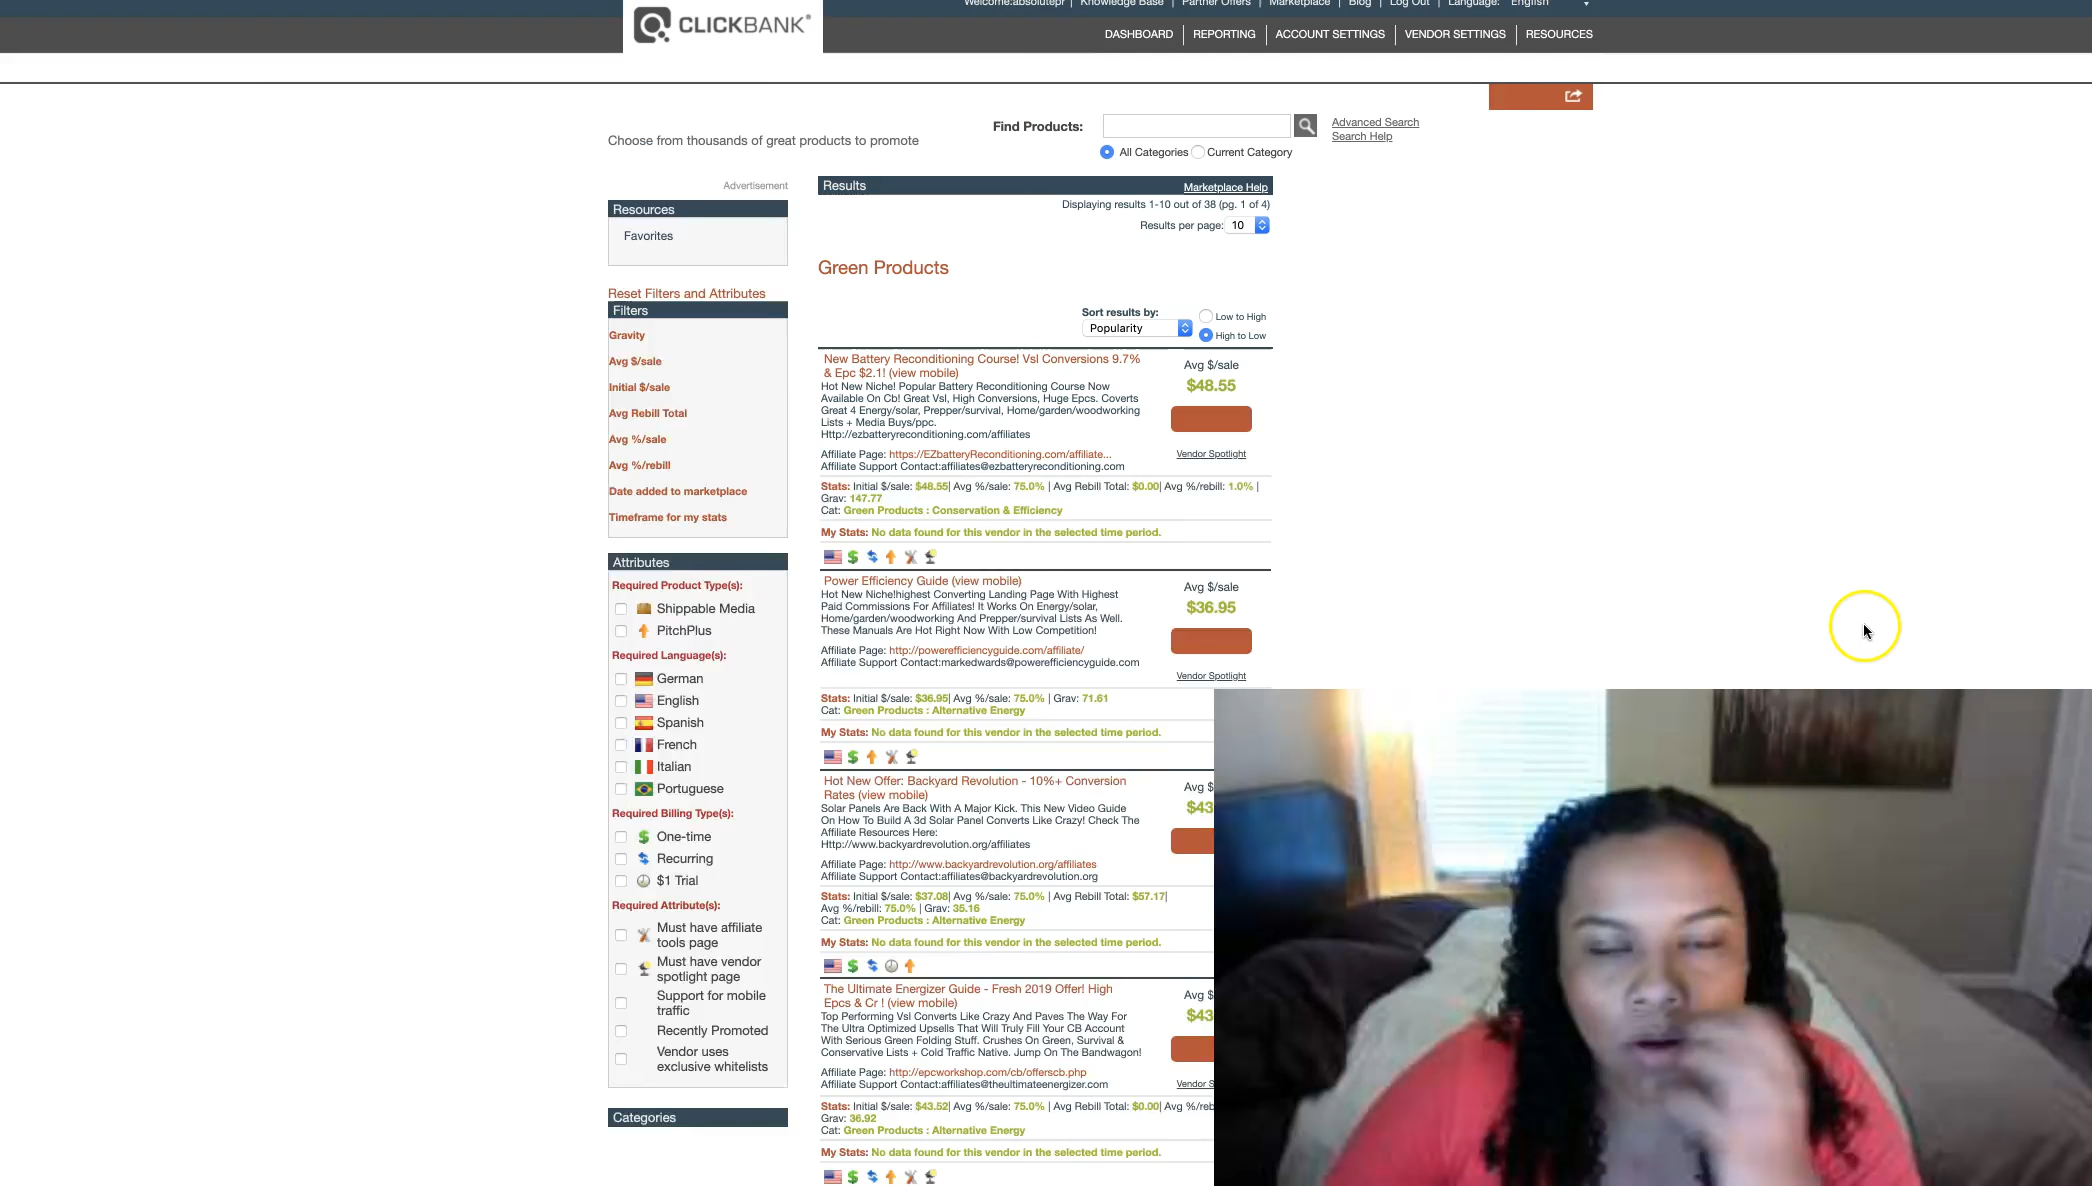 Welcome:absolutepr | Knowledge Base | Partner Offers | Marketplace | Blog | Log Out | Language: English
CLICKBANK®
DASHBOARD | REPORTING | ACCOUNT SETTINGS | VENDOR SETTINGS | RESOURCES
Find Products:
Advanced Search
Search Help
Choose from thousands of great products to promote
All Categories Current Category
Advertisement
Resources
Favorites
Reset Filters and Attributes
Filters
Gravity
Avg $/sale
Initial $/sale
Avg Rebill Total
Avg %/sale
Avg %/rebill
Date added to marketplace
Timeframe for my stats
Attributes
Required Product Type(s):
Shippable Media
PitchPlus
Required Language(s):
German
English
Spanish
French
Italian
Portuguese
Required Billing Type(s):
One-time
Recurring
$1 Trial
Required Attribute(s):
Must have affiliate
tools page
Must have vendor
spotlight page
Support for mobile
traffic
Recently Promoted
Vendor uses
exclusive whitelists
Categories
Results
Marketplace Help
Displaying results 1-10 out of 38 (pg. 1 of 4)
Results per page: 10
Green Products
Sort results by:
Popularity
Low to High
High to Low
New Battery Reconditioning Course! Vsl Conversions 9.7%
& Epc $2.1! (view mobile)
Hot New Niche! Popular Battery Reconditioning Course Now
Available On Cb! Great Vsl, High Conversions, Huge Epcs. Coverts
Great 4 Energy/solar, Prepper/survival, Home/garden/woodworking
Lists + Media Buys/ppc.
Http://ezbatteryreconditioning.com/affiliates
Affiliate Page: https://EZbatteryReconditioning.com/affiliate...
Affiliate Support Contact:affiliates@ezbatteryreconditioning.com
Avg $/sale
$48.55
Vendor Spotlight
Stats: Initial $/sale: $48.55| Avg %/sale: 75.0% | Avg Rebill Total: $0.00| Avg %/rebill: 1.0% |
Grav: 147.77
Cat: Green Products : Conservation & Efficiency
My Stats: No data found for this vendor in the selected time period.
Power Efficiency Guide (view mobile)
Hot New Niche!highest Converting Landing Page With Highest
Paid Commissions For Affiliates! It Works On Energy/solar,
Home/garden/woodworking And Prepper/survival Lists As Well.
These Manuals Are Hot Right Now With Low Competition!
Affiliate Page: http://powerefficiencyguide.com/affiliate/
Affiliate Support Contact:markedwards@powerefficiencyguide.com
Avg $/sale
$36.95
Vendor Spotlight
Stats: Initial $/sale: $36.95| Avg %/sale: 75.0% | Grav: 71.61
Cat: Green Products : Alternative Energy
My Stats: No data found for this vendor in the selected time period.
Hot New Offer: Backyard Revolution - 10%+ Conversion
Rates (view mobile)
Solar Panels Are Back With A Major Kick. This New Video Guide
On How To Build A 3d Solar Panel Converts Like Crazy! Check The
Affiliate Resources Here:
Http://www.backyardrevolution.org/affiliates
Affiliate Page: http://www.backyardrevolution.org/affiliates
Affiliate Support Contact:affiliates@backyardrevolution.org
Avg $
$43
Stats: Initial $/sale: $37.08| Avg %/sale: 75.0% | Avg Rebill Total: $57.17|
Avg %/rebill: 75.0% | Grav: 35.16
Cat: Green Products : Alternative Energy
My Stats: No data found for this vendor in the selected time period.
The Ultimate Energizer Guide - Fresh 2019 Offer! High
Epcs & Cr ! (view mobile)
Top Performing Vsl Converts Like Crazy And Paves The Way For
The Ultra Optimized Upsells That Will Truly Fill Your CB Account
With Serious Green Folding Stuff. Crushes On Green, Survival &
Conservative Lists + Cold Traffic Native. Jump On The Bandwagon!
Affiliate Page: http://epcworkshop.com/cb/offerscb.php
Affiliate Support Contact:affiliates@theultimateenergizer.com
Avg $
$43
Vendor S
Stats: Initial $/sale: $43.52| Avg %/sale: 75.0% | Avg Rebill Total: $0.00| Avg %/reb
Grav: 36.92
Cat: Green Products : Alternative Energy
My Stats: No data found for this vendor in the selected time period.